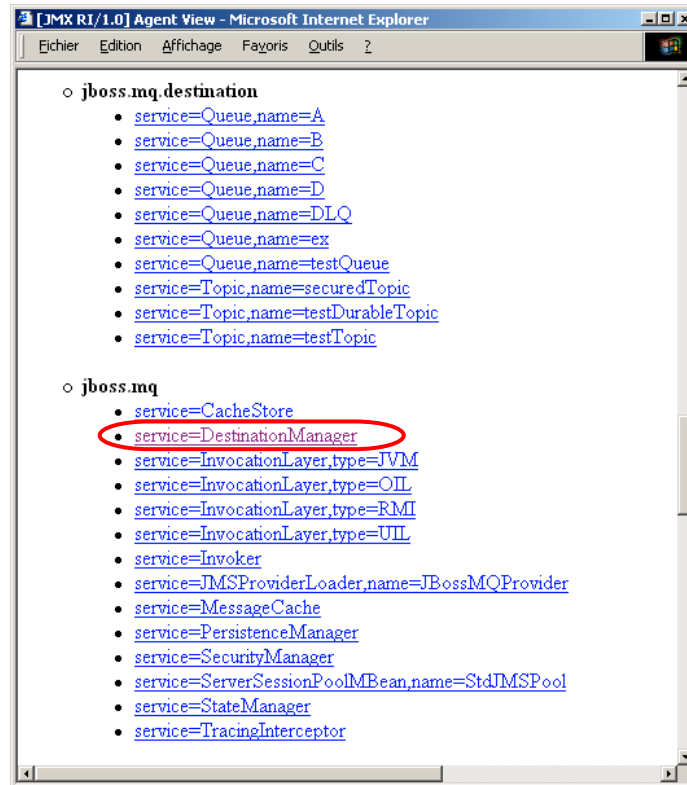 [JMX RI/1.0] Agent View - Microsoft Internet Explorer
Fichier Edition Affichage Favoris Outils ?
jboss.mq.destination
service=Queue,name=A
service=Queue,name=B
service=Queue,name=C
service=Queue,name=D
service=Queue,name=DLQ
service=Queue,name=ex
service=Queue,name=testQueue
service=Topic,name=securedTopic
service=Topic,name=testDurableTopic
service=Topic,name=testTopic
jboss.mq
service=CacheStore
service=DestinationManager
service=InvocationLayer,type=JVM
service=InvocationLayer,type=OIL
service=InvocationLayer,type=RMI
service=InvocationLayer,type=UIL
service=Invoker
service=JMSProviderLoader,name=JBossMQProvider
service=MessageCache
service=PersistenceManager
service=SecurityManager
service=ServerSessionPoolMBean,name=StdJMSPool
service=StateManager
service=TracingInterceptor